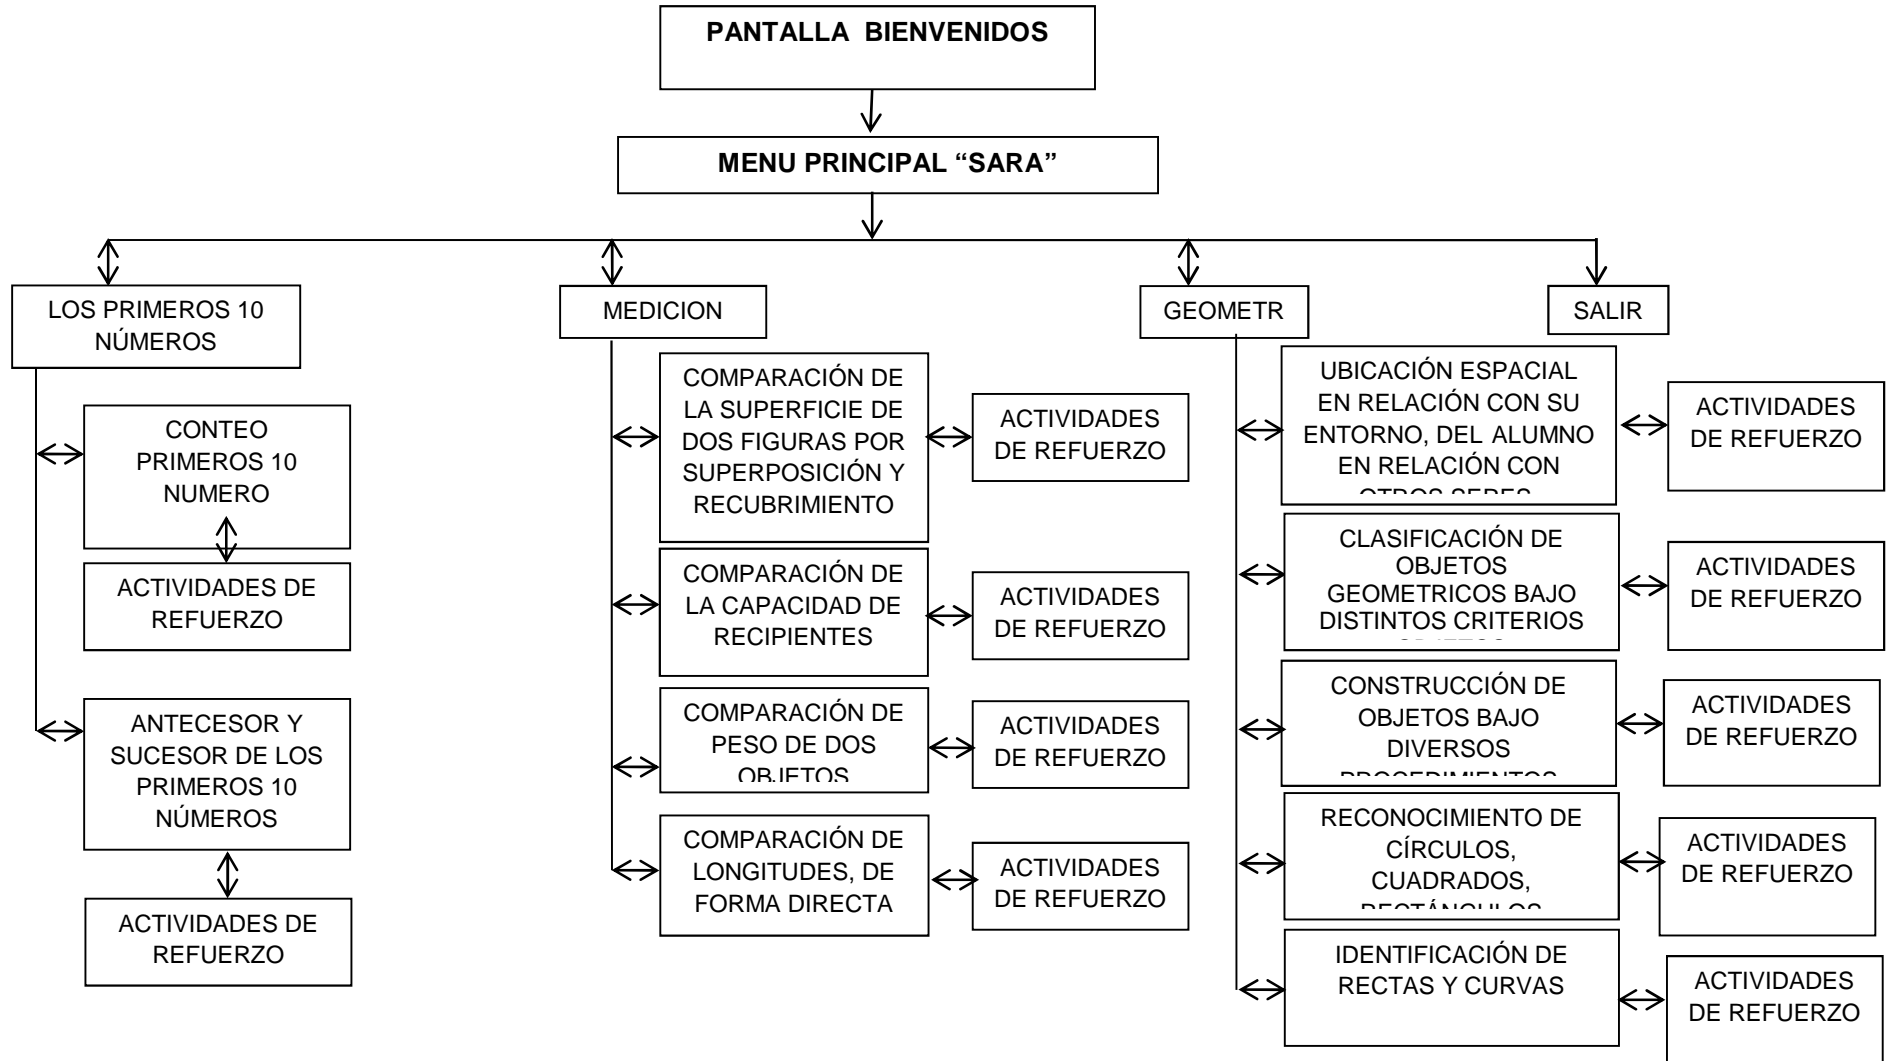 PANTALLA BIENVENIDOS
MENU PRINCIPAL “SARA”
LOS PRIMEROS 10
NÚMEROS
MEDICION
GEOMETR
SALIR
CONTEO
PRIMEROS 10
NUMERO
ACTIVIDADES DE
REFUERZO
ANTECESOR Y
SUCESOR DE LOS
PRIMEROS 10
NÚMEROS
ACTIVIDADES DE
REFUERZO
COMPARACIÓN DE
LA SUPERFICIE DE
DOS FIGURAS POR
SUPERPOSICIÓN Y
RECUBRIMIENTO
ACTIVIDADES
DE REFUERZO
COMPARACIÓN DE
LA CAPACIDAD DE
RECIPIENTES
ACTIVIDADES
DE REFUERZO
COMPARACIÓN DE
PESO DE DOS
OBJETOS
ACTIVIDADES
DE REFUERZO
COMPARACIÓN DE
LONGITUDES, DE
FORMA DIRECTA
ACTIVIDADES
DE REFUERZO
UBICACIÓN ESPACIAL
EN RELACIÓN CON SU
ENTORNO, DEL ALUMNO
EN RELACIÓN CON
OTROS SERES
ACTIVIDADES
DE REFUERZO
CLASIFICACIÓN DE
OBJETOS
GEOMETRICOS BAJO
DISTINTOS CRITERIOS
ACTIVIDADES
DE REFUERZO
CONSTRUCCIÓN DE
OBJETOS BAJO
DIVERSOS
PROCEDIMIENTOS
ACTIVIDADES
DE REFUERZO
RECONOCIMIENTO DE
CÍRCULOS,
CUADRADOS,
RECTÁNGULOS
ACTIVIDADES
DE REFUERZO
IDENTIFICACIÓN DE
RECTAS Y CURVAS
ACTIVIDADES
DE REFUERZO